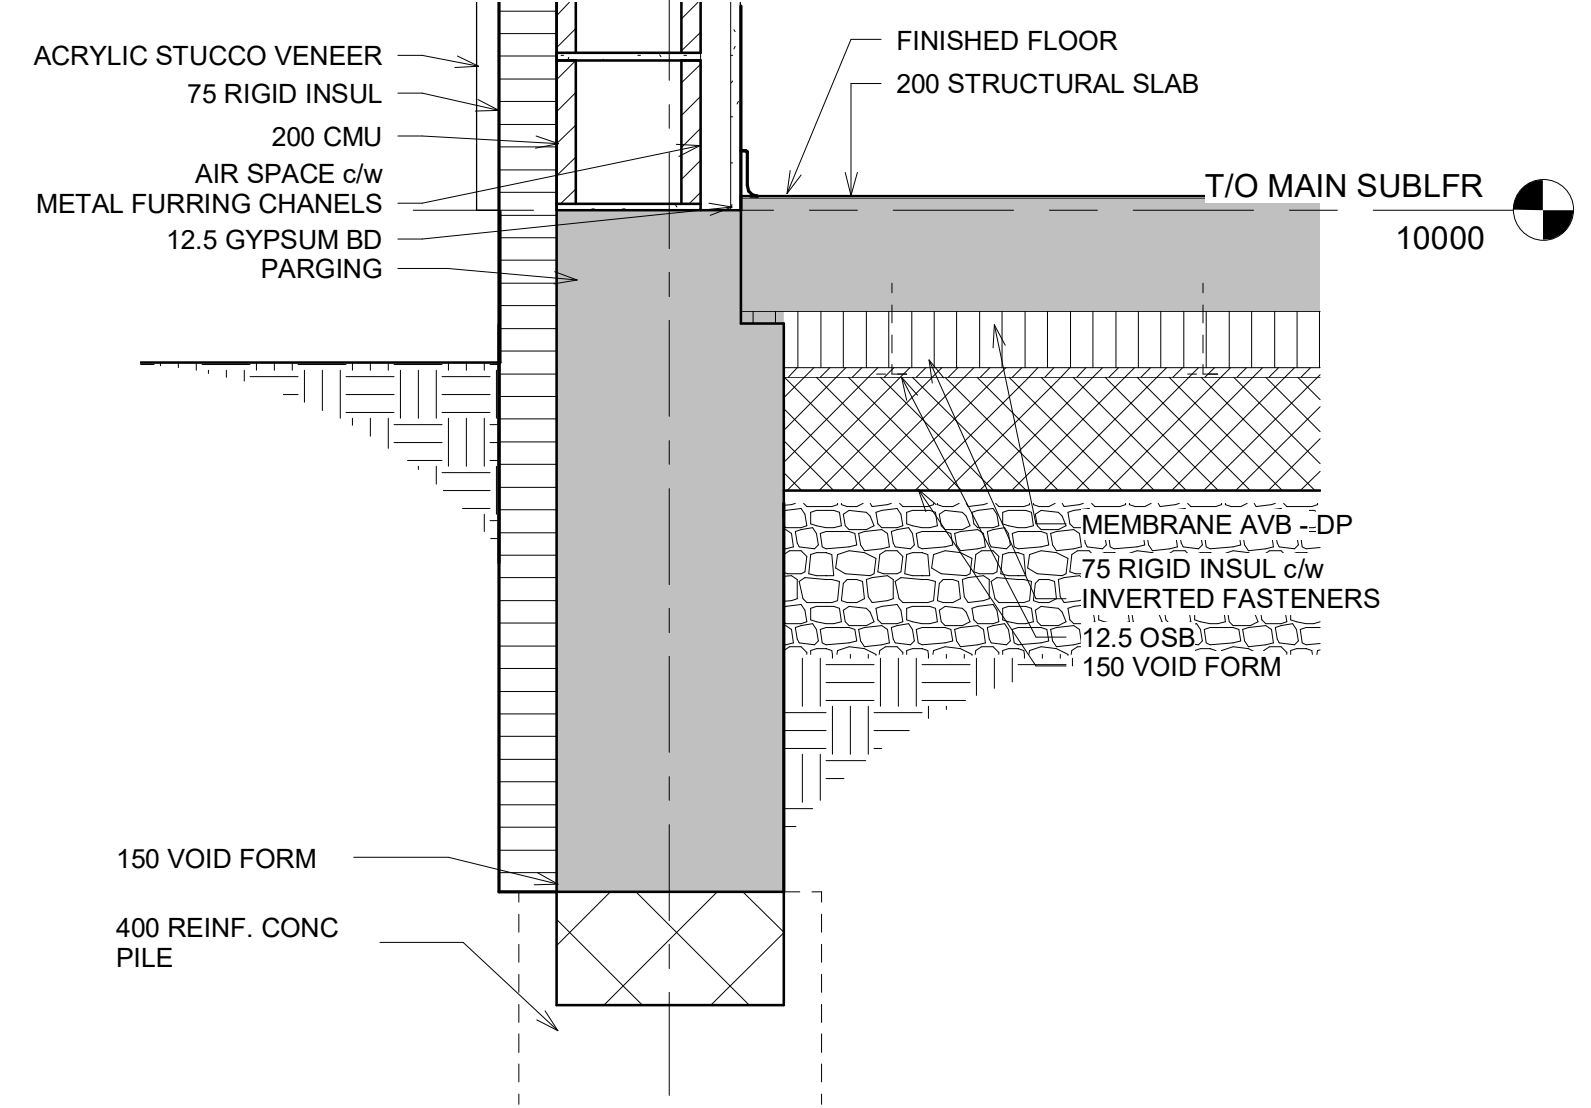 ACRYLIC STUCCO VENEER
75 RIGID INSUL
200 CMU
AIR SPACE c/w
METAL FURRING CHANELS
12.5 GYPSUM BD
PARGING
FINISHED FLOOR
200 STRUCTURAL SLAB
T/O MAIN SUBLFR
10000
MEMBRANE AVB - DP
75 RIGID INSUL c/w
INVERTED FASTENERS
12.5 OSB
150 VOID FORM
150 VOID FORM
400 REINF. CONC
PILE